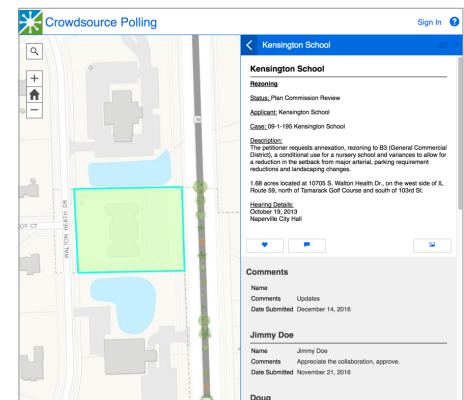 Crowdsource Polling
Sign In
Kensington School
Kensington School
Rezoning
Status: Plan Commission Review
Applicant: Kensington School
Case: 09-1-195 Kensington School
Description:
The petitioner requests annexation, rezoning to B3 (General Commercial
District), a conditional use for a nursery school and variances to allow for
a reduction in the setback from major arterial, parking requirement
reductions and landscaping changes.
1.68 acres located at 10705 S. Walton Heath Dr., on the west side of IL
Route 59, north of Tamarack Golf Course and south of 103rd St.
Hearing Details:
October 19, 2013
Naperville City Hall
Comments
Name
Comments Updates
Date Submitted December 14, 2016
Jimmy Doe
Name Jimmy Doe
Comments Appreciate the collaboration, approve.
Date Submitted November 21, 2016
Doug
WALTON HEATH DR
OT CT
59